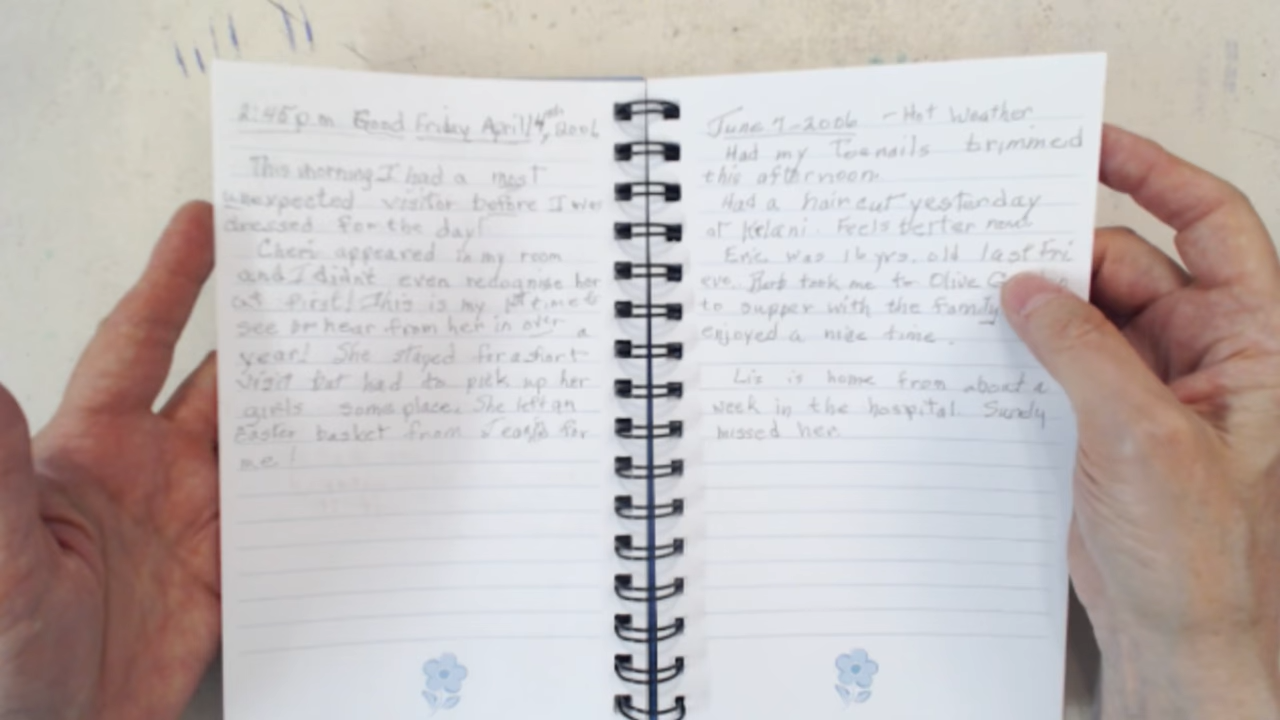 2:45 p.m Good Friday April 14th, 2006
This morning I had a most
unexpected visitor before I was
dressed for the day!
Cheri appeared in my room
and I didn't even recognise her
at first! This is my 1st time to
see or hear from her in over a
year! She stayed for a short
visit but had to pick up her
girls some place. She left an
Easter basket from for
me!
June 7-2006 - Hot Weather
Had my Toenails trimmed
this afternoon
Had a haircut yesterday
at Feels better now
Eric was 16 yrs. old last Fri
eve. Barb took me to Olive
to supper with the family
enjoyed a nice time.
Liz is home from about a
week in the hospital. Sundy
missed her